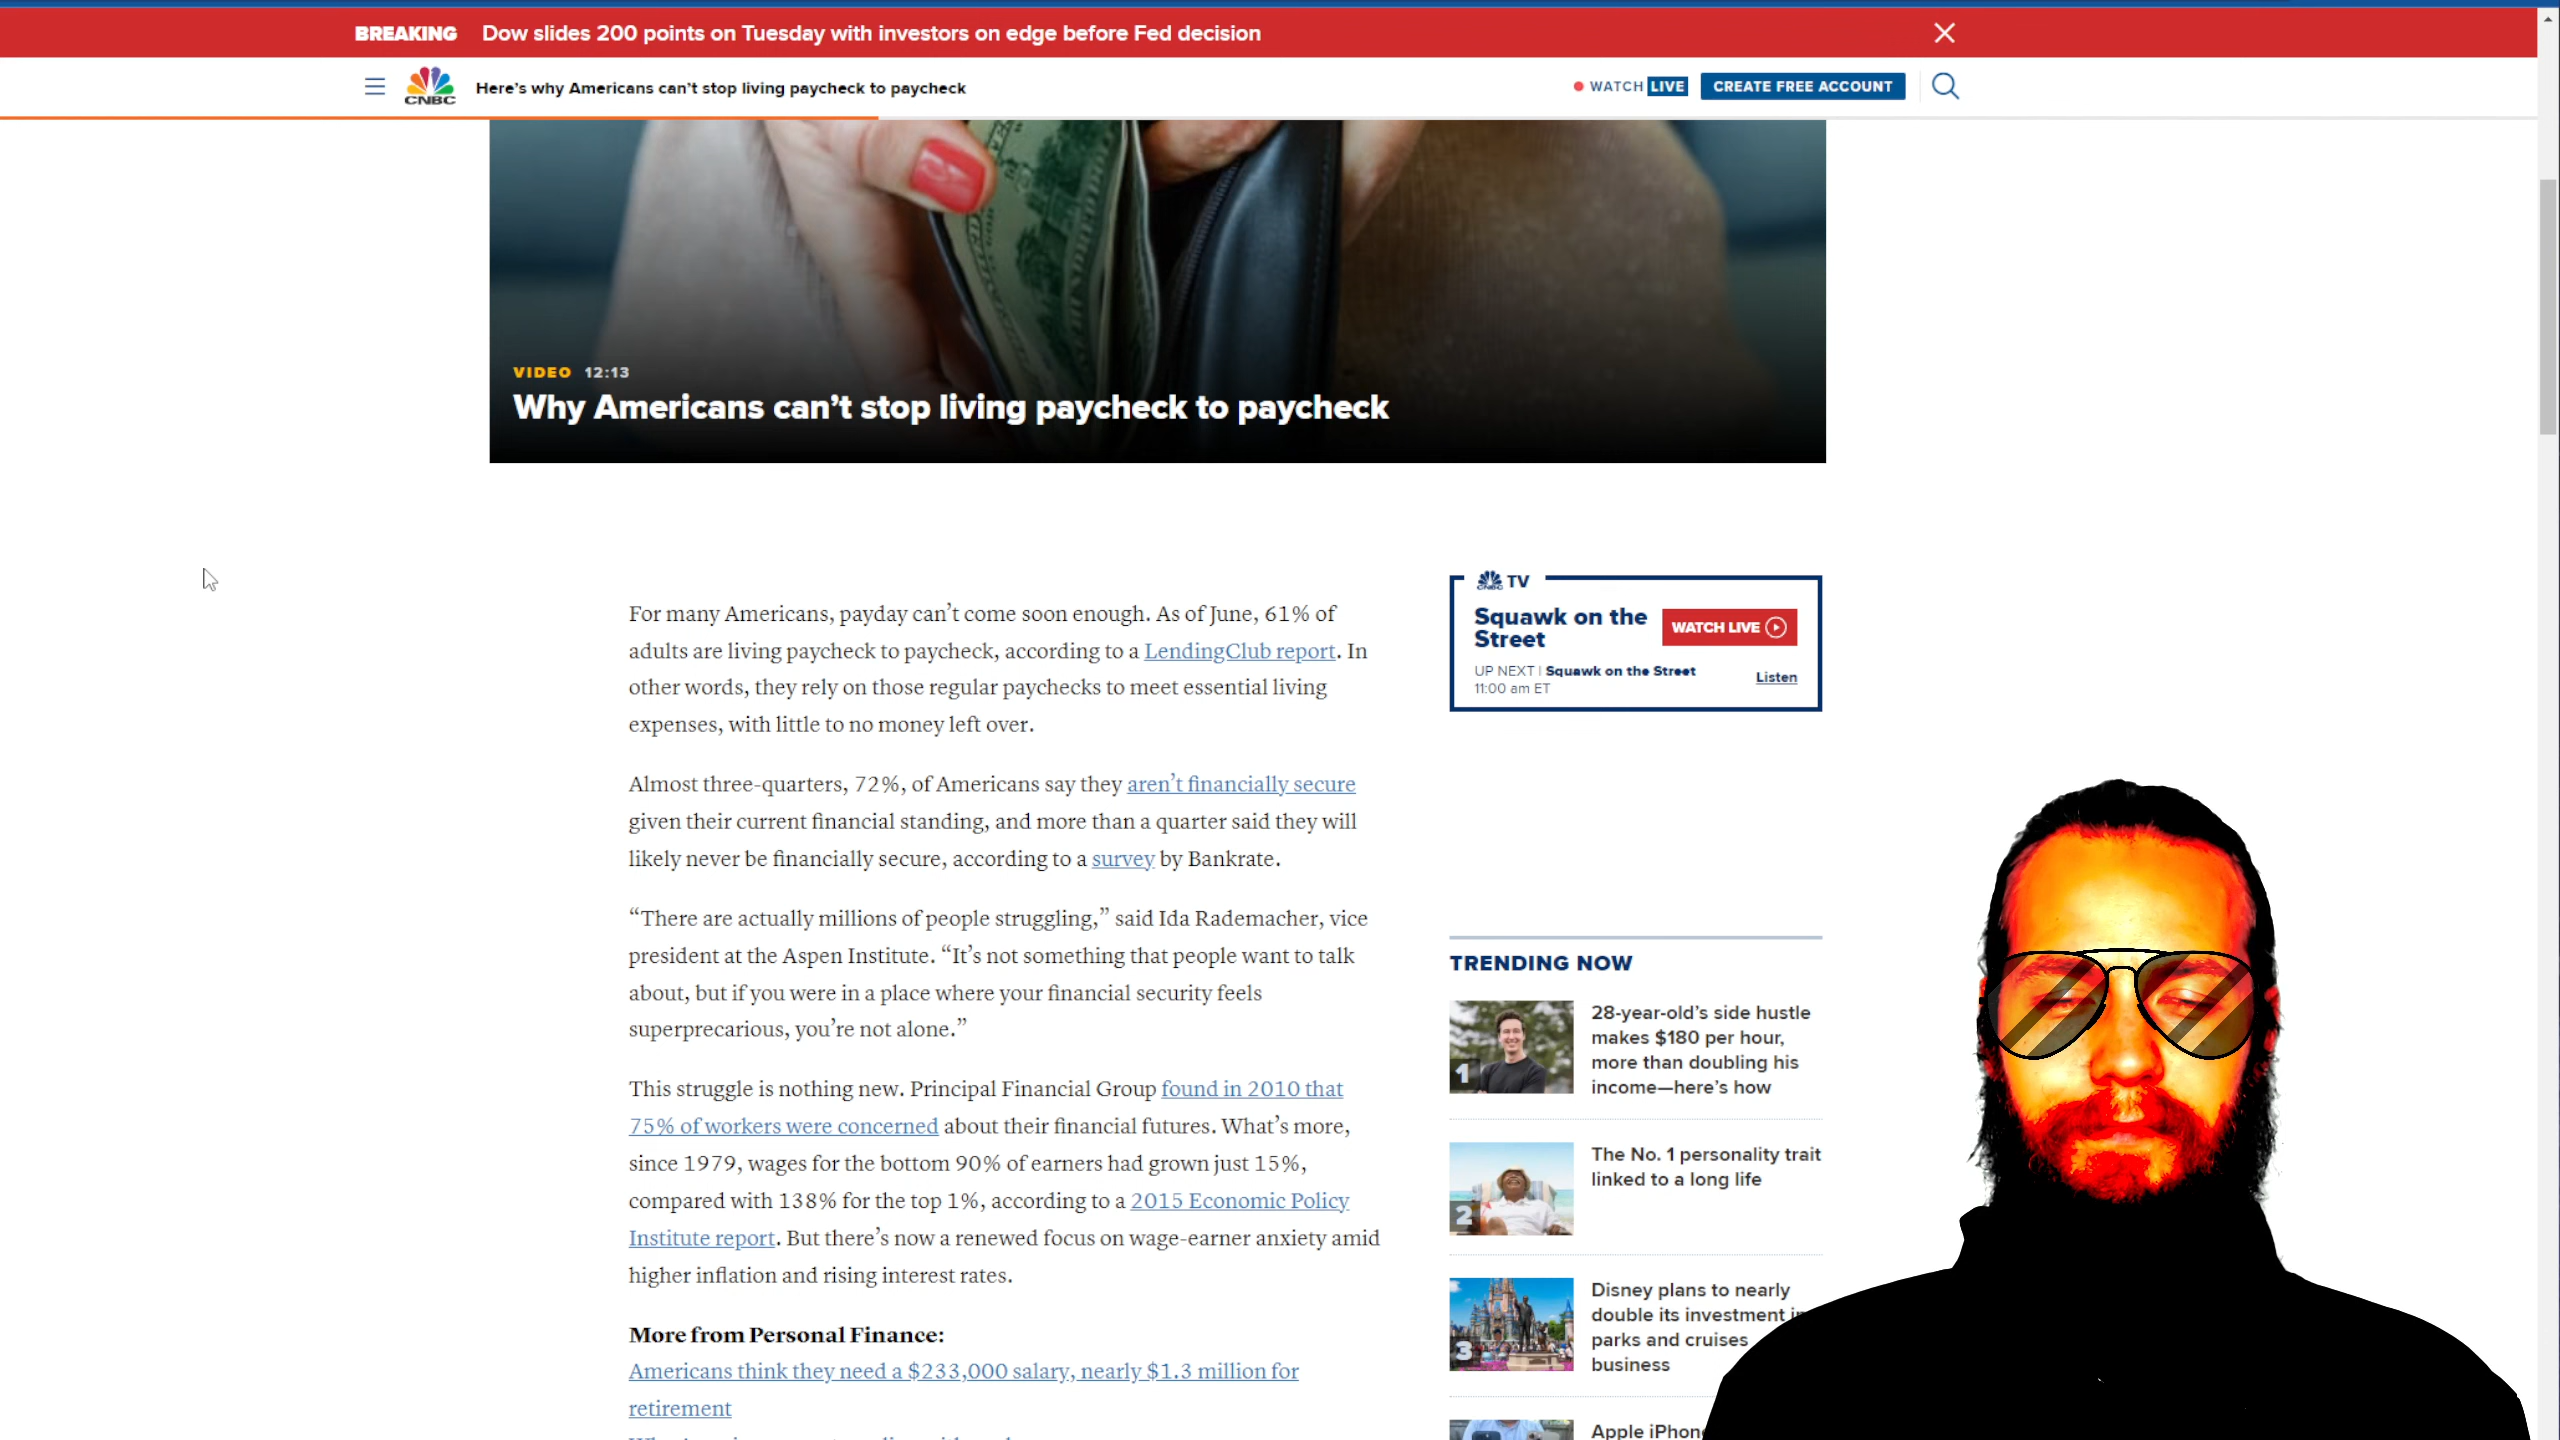 BREAKING Dow slides 200 points on Tuesday with investors on edge before Fed decision
CNBC
Here's why Americans can't stop living paycheck to paycheck
WATCH LIVE
CREATE FREE ACCOUNT
VIDEO 12:13
Why Americans can't stop living paycheck to paycheck
For many Americans, payday can't come soon enough. As of June, 61% of
adults are living paycheck to paycheck, according to a LendingClub report. In
other words, they rely on those regular paychecks to meet essential living
expenses, with little to no money left over.
Almost three-quarters, 72%, of Americans say they aren't financially secure
given their current financial standing, and more than a quarter said they will
likely never be financially secure, according to a survey by Bankrate.
“There are actually millions of people struggling,” said Ida Rademacher, vice
president at the Aspen Institute. “It's not something that people want to talk
about, but if you were in a place where your financial security feels
superprecarious, you're not alone.”
This struggle is nothing new. Principal Financial Group found in 2010 that
75% of workers were concerned about their financial futures. What's more,
since 1979, wages for the bottom 90% of earners had grown just 15%,
compared with 138% for the top 1%, according to a 2015 Economic Policy
Institute report. But there's now a renewed focus on wage-earner anxiety amid
higher inflation and rising interest rates.
More from Personal Finance:
Americans think they need a $233,000 salary, nearly $1.3 million for
retirement
CNBC TV
Squawk on the
Street
WATCH LIVE
UP NEXT | Squawk on the Street
11:00 am ET
Listen
TRENDING NOW
1
28-year-old's side hustle
makes $180 per hour,
more than doubling his
income—here's how
2
The No. 1 personality trait
linked to a long life
3
Disney plans to nearly
double its investment
parks and cruises
business
Apple